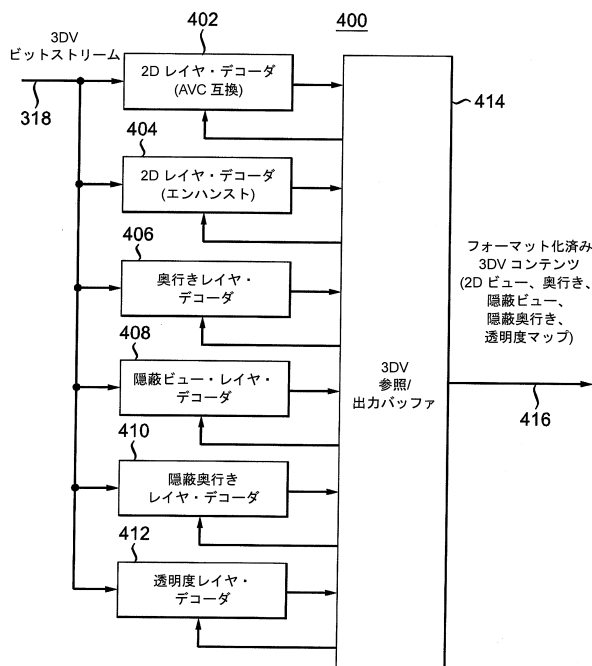 400
3DV
ビットストリーム
318
402
2D レイヤ・デコーダ
(AVC 互換)
404
2D レイヤ・デコーダ
(エンハンスト)
406
奥行きレイヤ・
デコーダ
408
隠蔽ビュー・レイヤ・
デコーダ
410
隠蔽奥行き
レイヤ・デコーダ
412
透明度レイヤ・
デコーダ
3DV
参照/
出力バッファ
414
フォーマット化済み
3DV コンテンツ
(2D ビュー、奥行き、
隠蔽ビュー、
隠蔽奥行き、
透明度マップ)
416